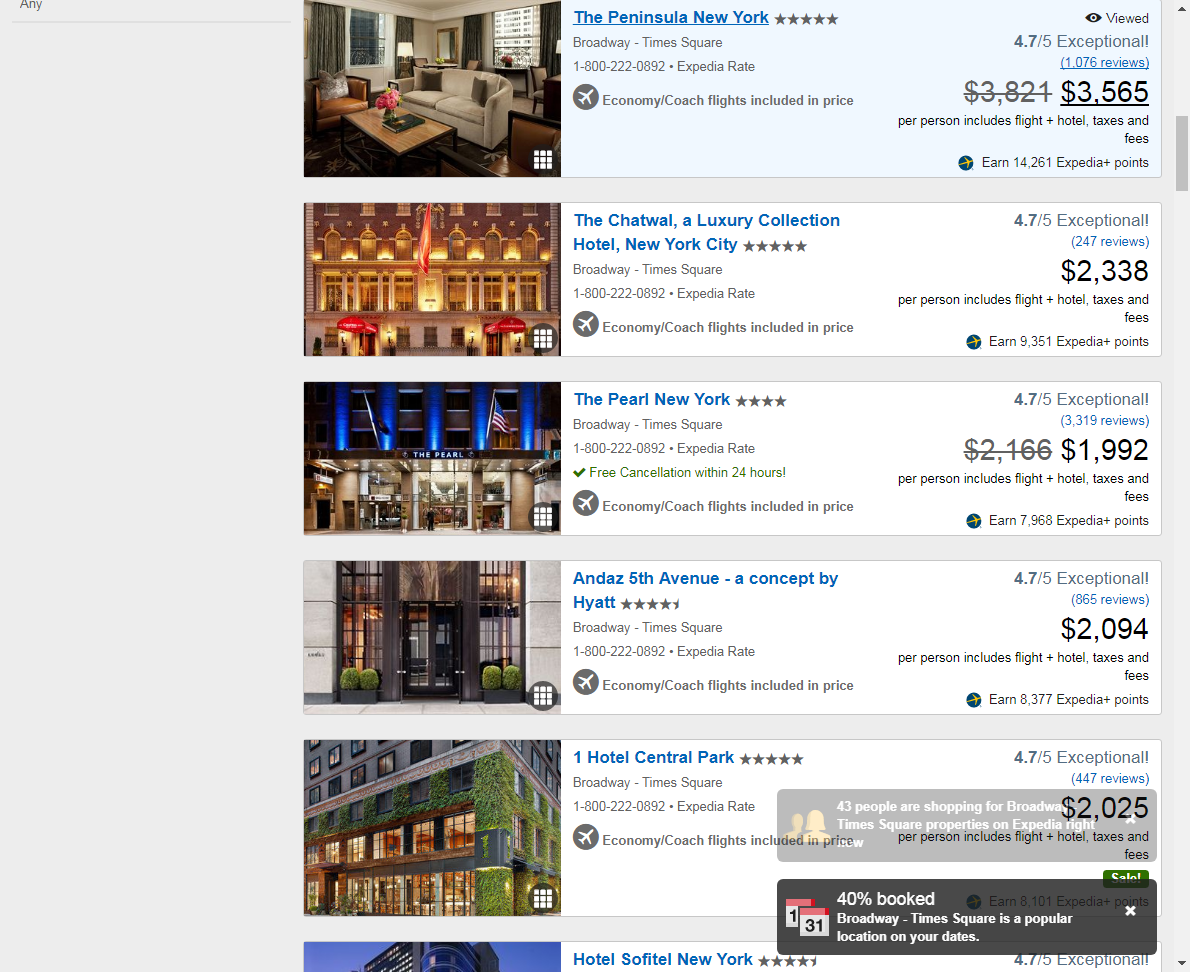 Any
The Peninsula New York
Viewed
Broadway - Times Square
4.7/5 Exceptional!
1-800-222-0892 • Expedia Rate
(1,076 reviews)
Economy/Coach flights included in price
$3,821 $3,565
per person includes flight + hotel, taxes and
fees
Earn 14,261 Expedia+ points
The Chatwal, a Luxury Collection
Hotel, New York City
4.7/5 Exceptional!
(247 reviews)
Broadway - Times Square
$2,338
1-800-222-0892 • Expedia Rate
per person includes flight + hotel, taxes and
fees
Economy/Coach flights included in price
Earn 9,351 Expedia+ points
The Pearl New York
4.7/5 Exceptional!
Broadway - Times Square
(3,319 reviews)
1-800-222-0892 • Expedia Rate
$2,166 $1,992
Free Cancellation within 24 hours!
per person includes flight + hotel, taxes and
fees
Economy/Coach flights included in price
Earn 7,968 Expedia+ points
THE PEARL
Andaz 5th Avenue - a concept by
Hyatt
4.7/5 Exceptional!
(865 reviews)
Broadway - Times Square
$2,094
1-800-222-0892 • Expedia Rate
per person includes flight + hotel, taxes and
fees
Economy/Coach flights included in price
Earn 8,377 Expedia+ points
1 Hotel Central Park
4.7/5 Exceptional!
Broadway - Times Square
(447 reviews)
1-800-222-0892 • Expedia Rate
$2,025
Economy/Coach flights included in price
per person includes flight + hotel, taxes and
fees
43 people are shopping for Broadway
Times Square properties on Expedia right
now
Sale!
Earn 8,101 Expedia+ points
1 31
40% booked
Broadway - Times Square is a popular
location on your dates.
Hotel Sofitel New York
4.7/5 Exceptional!